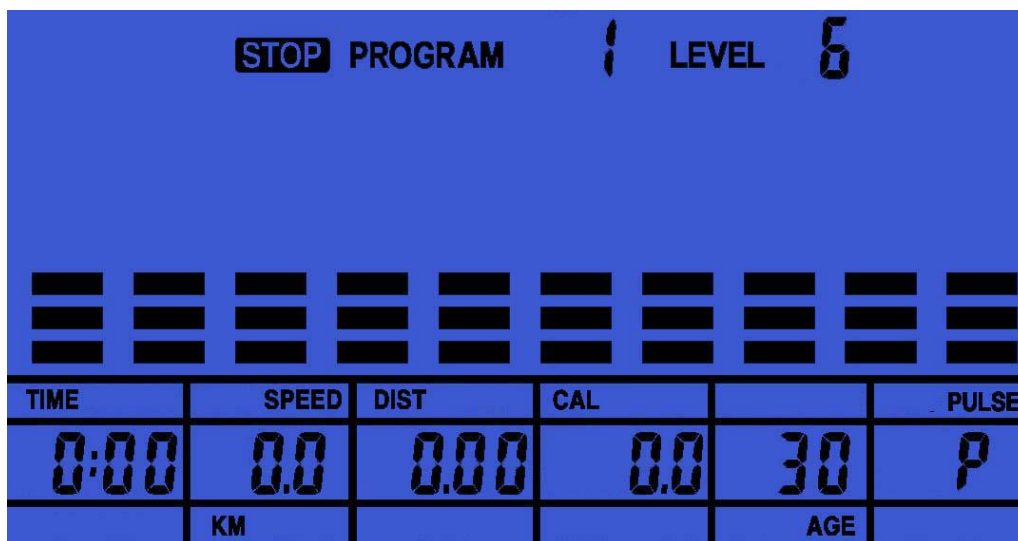 STOP PROGRAM 1 LEVEL 6
TIME SPEED DIST CAL PULSE
0:00 0.0 0.00 0.0 30 P
KM AGE